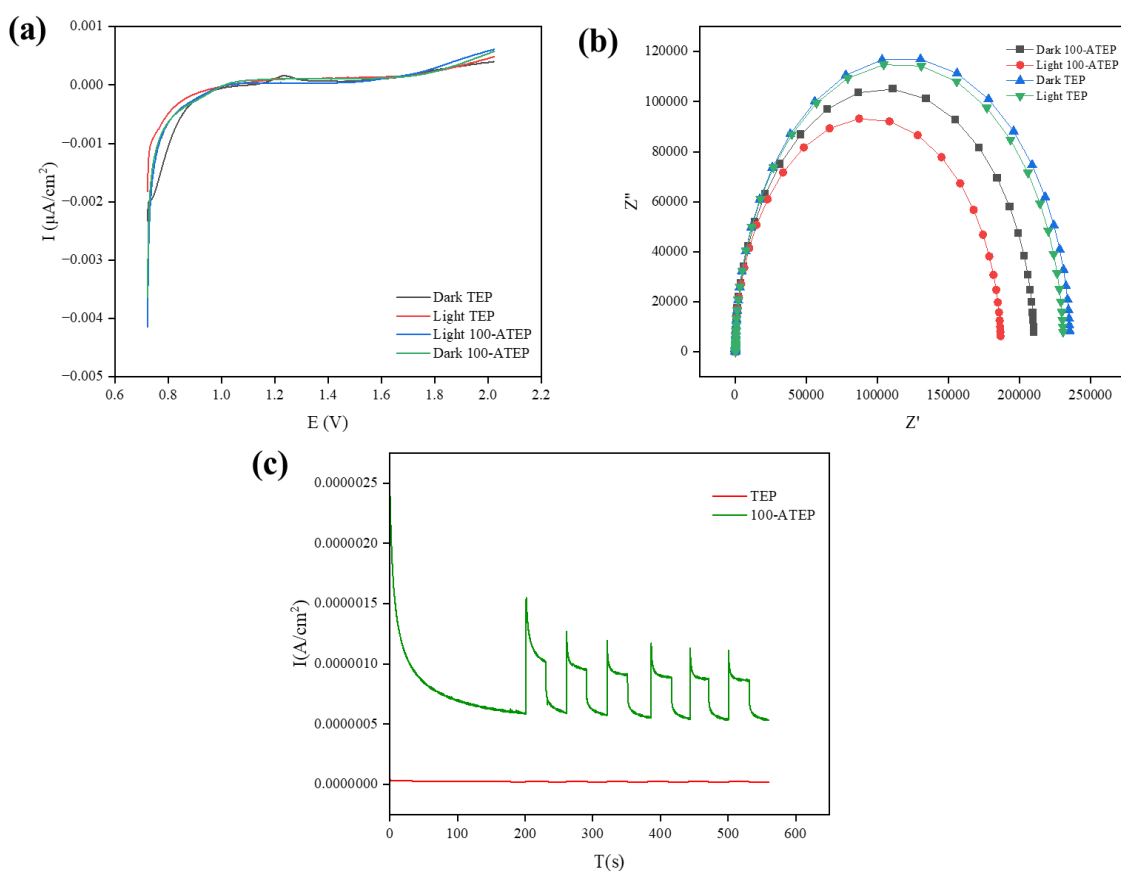 (a)
0.001
0.000
−0.001
−0.002
−0.003
−0.004
−0.005
I (μA/cm²)
0.6 0.8 1.0 1.2 1.4 1.6 1.8 2.0 2.2
E (V)
Dark TEP
Light TEP
Light 100-ATEP
Dark 100-ATEP
(b)
120000
100000
80000
60000
40000
20000
0
Z"
0 50000 100000 150000 200000 250000
Z'
Dark 100-ATEP
Light 100-ATEP
Dark TEP
Light TEP
(c)
0.0000025
0.0000020
0.0000015
0.0000010
0.0000005
0.0000000
I(A/cm²)
0 100 200 300 400 500 600
T(s)
TEP
100-ATEP